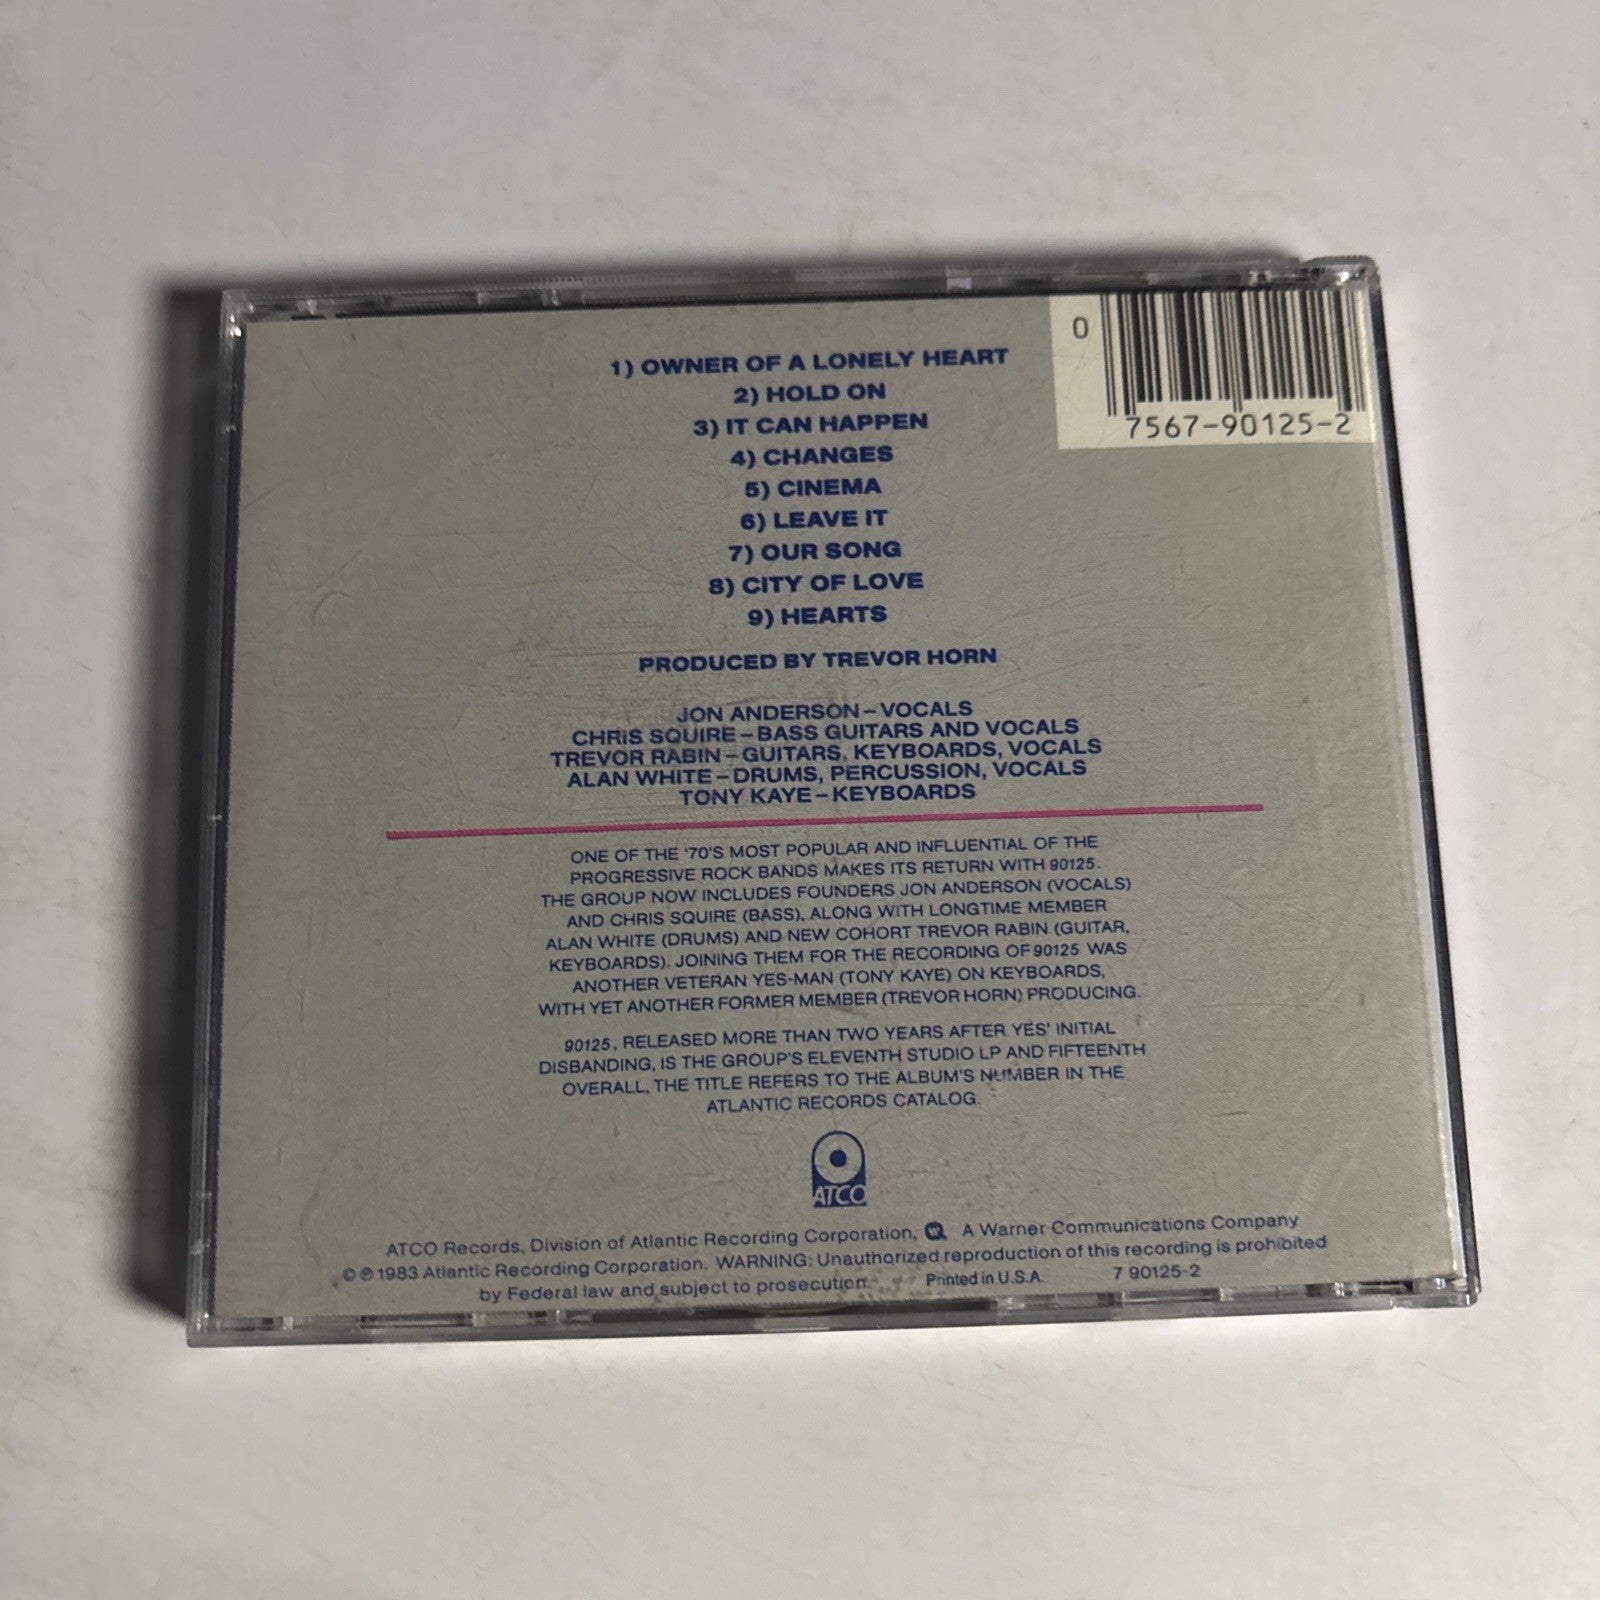 0
7567-90125-2
1) OWNER OF A LONELY HEART
2) HOLD ON
3) IT CAN HAPPEN
4) CHANGES
5) CINEMA
6) LEAVE IT
7) OUR SONG
8) CITY OF LOVE
9) HEARTS
PRODUCED BY TREVOR HORN
JON ANDERSON–VOCALS
CHRIS SQUIRE–BASS GUITARS AND VOCALS
TREVOR RABIN–GUITARS, KEYBOARDS, VOCALS
ALAN WHITE–DRUMS, PERCUSSION, VOCALS
TONY KAYE–KEYBOARDS
ONE OF THE '70'S MOST POPULAR AND INFLUENTIAL OF THE
PROGRESSIVE ROCK BANDS MAKES ITS RETURN WITH 90125.
THE GROUP NOW INCLUDES FOUNDERS JON ANDERSON (VOCALS)
AND CHRIS SQUIRE (BASS), ALONG WITH LONGTIME MEMBER
ALAN WHITE (DRUMS) AND NEW COHORT TREVOR RABIN (GUITAR,
KEYBOARDS). JOINING THEM FOR THE RECORDING OF 90125 WAS
ANOTHER VETERAN YES-MAN (TONY KAYE) ON KEYBOARDS,
WITH YET ANOTHER FORMER MEMBER (TREVOR HORN) PRODUCING.
90125, RELEASED MORE THAN TWO YEARS AFTER YES' INITIAL
DISBANDING, IS THE GROUP'S ELEVENTH STUDIO LP AND FIFTEENTH
OVERALL, THE TITLE REFERS TO THE ALBUM'S NUMBER IN THE
ATLANTIC RECORDS CATALOG.
ATCO
ATCO Records, Division of Atlantic Recording Corporation, A Warner Communications Company
© ℗ 1983 Atlantic Recording Corporation. WARNING: Unauthorized reproduction of this recording is prohibited
by Federal law and subject to prosecution. Printed in U.S.A. 7 90125-2